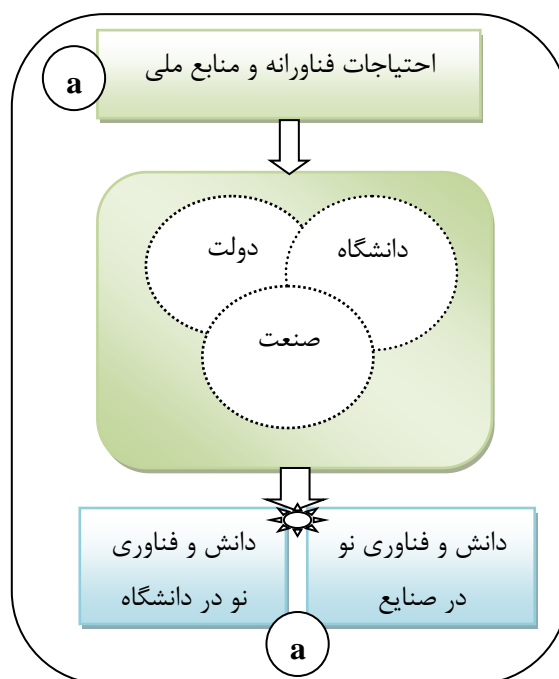 احتیاجات فناورانه و منابع ملی
a
دانشگاه
دولت
صنعت
دانش و فناوری نو
در صنایع
دانش و فناوری
نو در دانشگاه
a